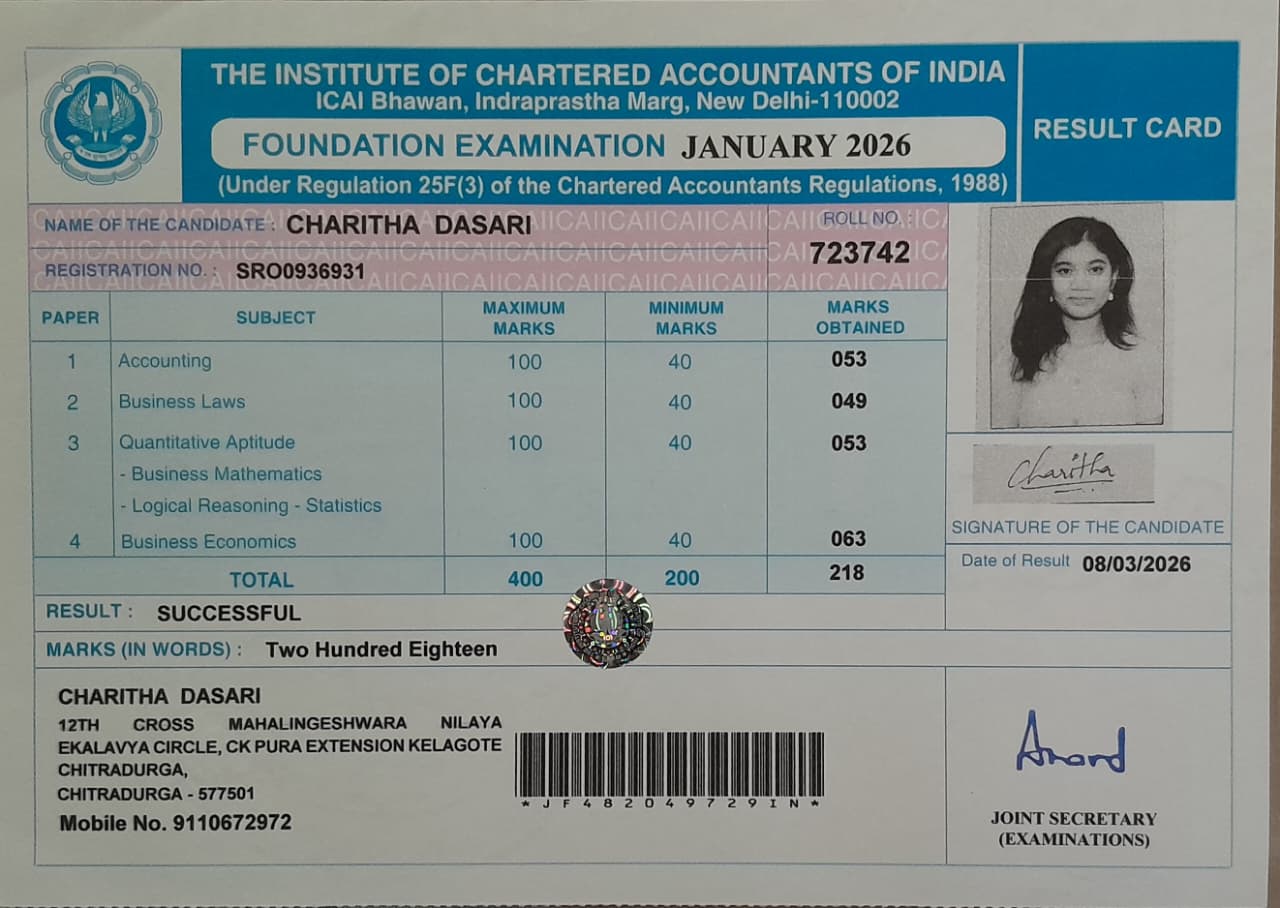 THE INSTITUTE OF CHARTERED ACCOUNTANTS OF INDIA
ICAI Bhawan, Indraprastha Marg, New Delhi-110002
FOUNDATION EXAMINATION JANUARY 2026
(Under Regulation 25F(3) of the Chartered Accountants Regulations, 1988)
RESULT CARD
NAME OF THE CANDIDATE : CHARITHA DASARI
ROLL NO. :
723742
REGISTRATION NO. : SRO0936931
PAPER SUBJECT MAXIMUM MARKS MINIMUM MARKS MARKS OBTAINED
1 Accounting 100 40 053
2 Business Laws 100 40 049
3 Quantitative Aptitude 100 40 053
- Business Mathematics
- Logical Reasoning - Statistics
4 Business Economics 100 40 063
TOTAL 400 200 218
Charitha
SIGNATURE OF THE CANDIDATE
Date of Result 08/03/2026
RESULT : SUCCESSFUL
MARKS (IN WORDS) : Two Hundred Eighteen
CHARITHA DASARI
12TH CROSS MAHALINGESHWARA NILAYA
EKALAVYA CIRCLE, CK PURA EXTENSION KELAGOTE
CHITRADURGA,
CHITRADURGA - 577501
Mobile No. 9110672972
*JF482049729IN*
Anand
JOINT SECRETARY
(EXAMINATIONS)